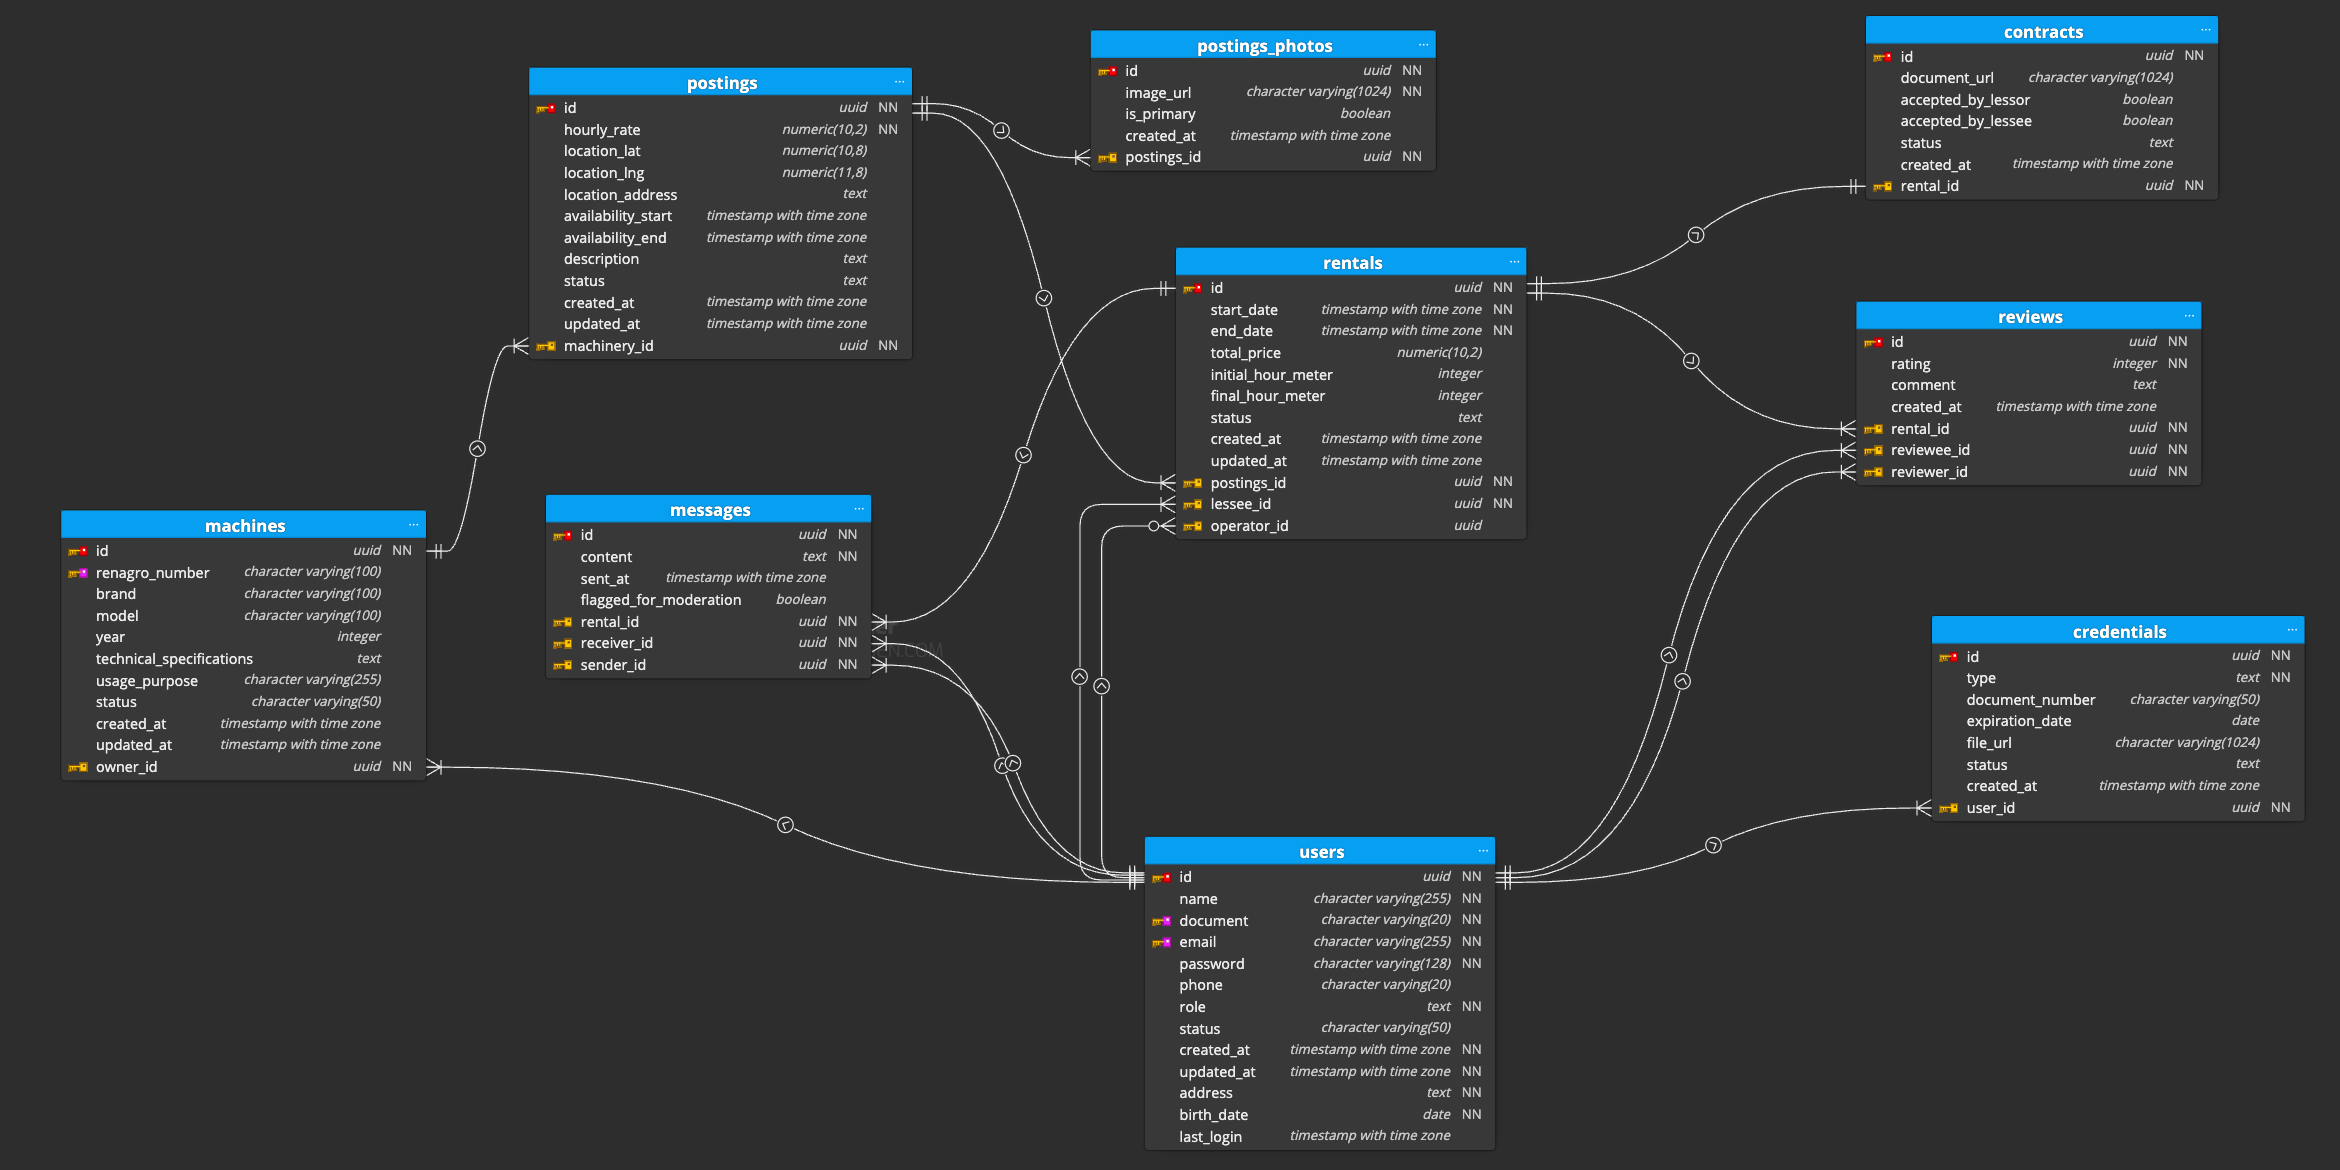 postings ...
id uuid NN
hourly_rate numeric(10,2) NN
location_lat numeric(10,8)
location_lng numeric(11,8)
location_address text
availability_start timestamp with time zone
availability_end timestamp with time zone
description text
status text
created_at timestamp with time zone
updated_at timestamp with time zone
machinery_id uuid NN
postings_photos ...
id uuid NN
image_url character varying(1024) NN
is_primary boolean
created_at timestamp with time zone
postings_id uuid NN
contracts ...
id uuid NN
document_url character varying(1024)
accepted_by_lessor boolean
accepted_by_lessee boolean
status text
created_at timestamp with time zone
rental_id uuid NN
rentals ...
id uuid NN
start_date timestamp with time zone NN
end_date timestamp with time zone NN
total_price numeric(10,2)
initial_hour_meter integer
final_hour_meter integer
status text
created_at timestamp with time zone
updated_at timestamp with time zone
postings_id uuid NN
lessee_id uuid NN
operator_id uuid
reviews ...
id uuid NN
rating integer NN
comment text
created_at timestamp with time zone
rental_id uuid NN
reviewee_id uuid NN
reviewer_id uuid NN
machines ...
id uuid NN
renagro_number character varying(100)
brand character varying(100)
model character varying(100)
year integer
technical_specifications text
usage_purpose character varying(255)
status character varying(50)
created_at timestamp with time zone
updated_at timestamp with time zone
owner_id uuid NN
messages ...
id uuid NN
content text NN
sent_at timestamp with time zone
flagged_for_moderation boolean
rental_id uuid NN
receiver_id uuid NN
sender_id uuid NN
credentials ...
id uuid NN
type text NN
document_number character varying(50)
expiration_date date
file_url character varying(1024)
status text
created_at timestamp with time zone
user_id uuid NN
users ...
id uuid NN
name character varying(255) NN
document character varying(20) NN
email character varying(255) NN
password character varying(128) NN
phone character varying(20)
role text NN
status character varying(50)
created_at timestamp with time zone NN
updated_at timestamp with time zone NN
address text NN
birth_date date NN
last_login timestamp with time zone